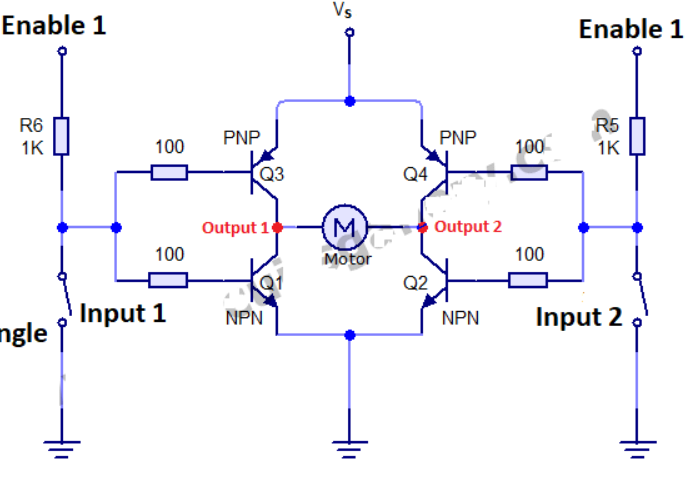 Vs
Enable 1
Enable 1
R6
1K
R5
1K
100
PNP
PNP
100
Q3
Q4
Output 1
M
Output 2
Motor
100
100
Q1
Q2
Input 1
NPN
NPN
Input 2
ngle